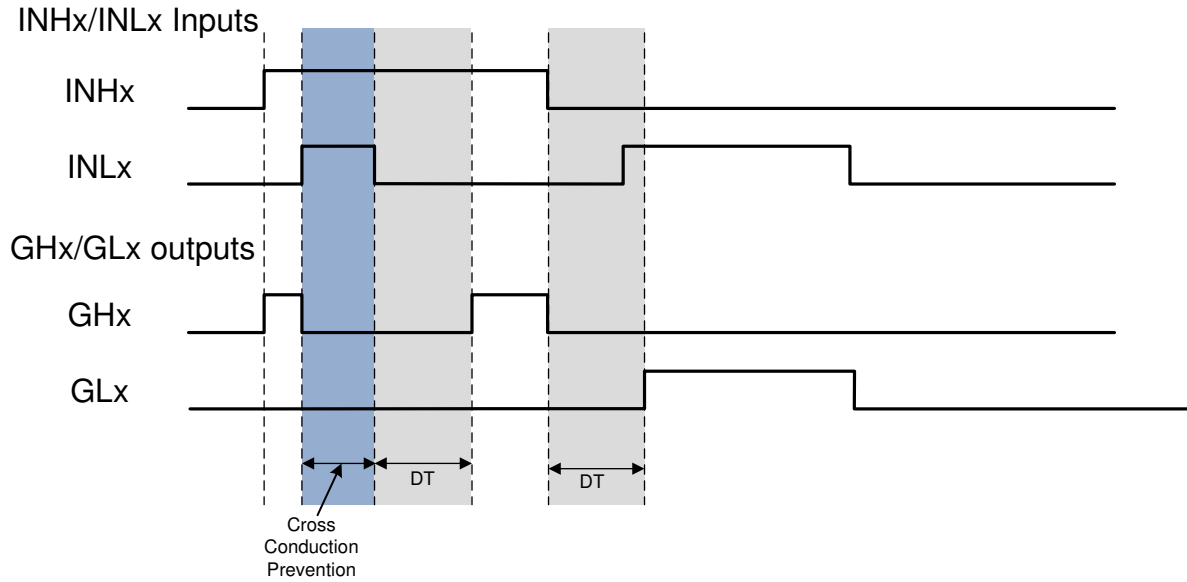 INHx/INLx Inputs
INHx
INLx
GHx/GLx outputs
GHx
GLx
DT
DT
Cross
Conduction
Prevention